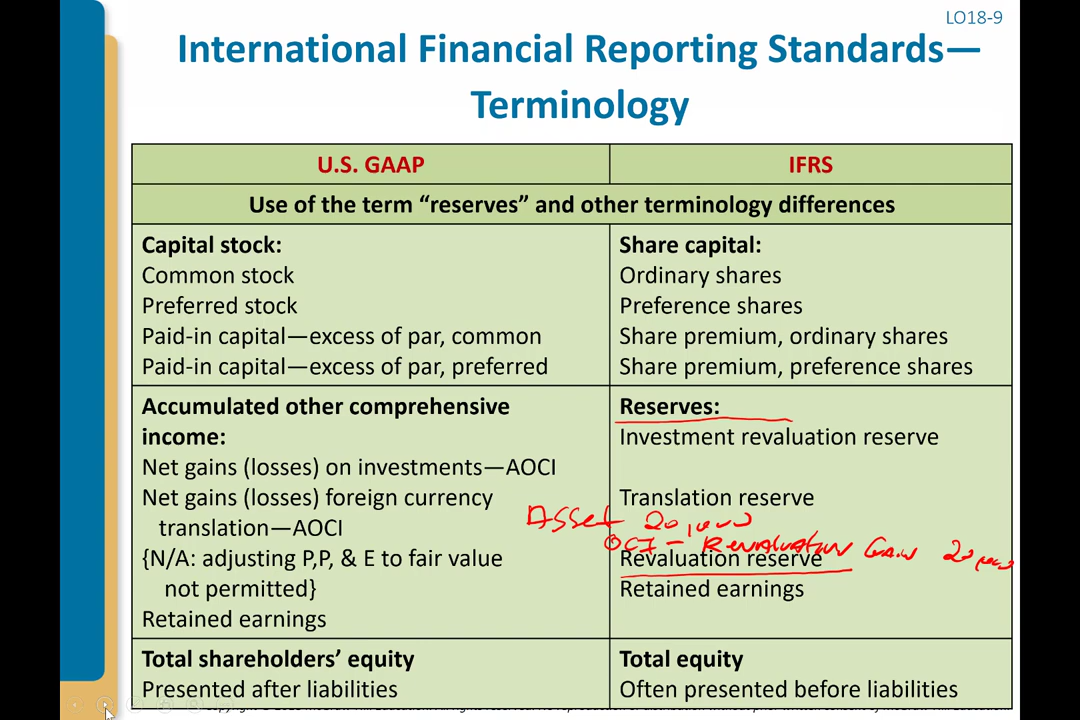 LO18-9
International Financial Reporting Standards—
Terminology
U.S. GAAP
IFRS
Use of the term “reserves” and other terminology differences
Capital stock:
Common stock
Preferred stock
Paid-in capital—excess of par, common
Paid-in capital—excess of par, preferred
Share capital:
Ordinary shares
Preference shares
Share premium, ordinary shares
Share premium, preference shares
Accumulated other comprehensive
income:
Net gains (losses) on investments—AOCI
Net gains (losses) foreign currency
translation—AOCI
{N/A: adjusting P,P, & E to fair value
not permitted}
Retained earnings
Reserves:
Investment revaluation reserve
Translation reserve
Asset 20,000
OCI - Revaluation Gain 20,000
Revaluation reserve
Retained earnings
Total shareholders’ equity
Presented after liabilities
Total equity
Often presented before liabilities